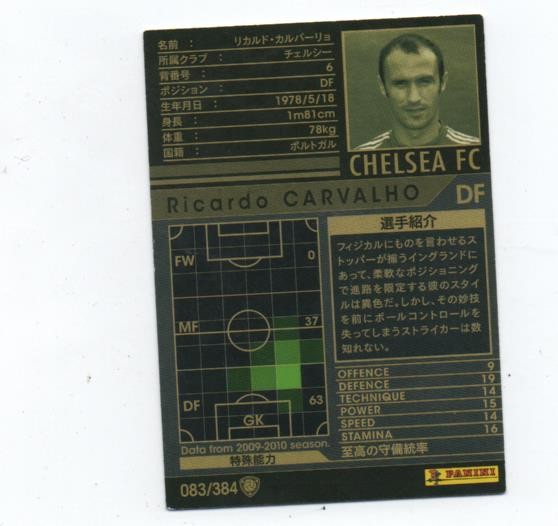 名前 : リカルド・カルバーリョ
所属クラブ : チェルシー
背番号 : 6
ポジション : DF
生年月日 : 1978/5/18
身長 : 1m81cm
体重 : 78kg
国籍 : ポルトガル
CHELSEA FC
Ricardo CARVALHO DF
FW 0
MF 37
DF 63
GK
Data from 2009-2010 season.
特殊能力
083/384
選手紹介
フィジカルにものを言わせるス
トッパーが揃うイングランドに
あって、柔軟なポジショニング
で進路を限定する彼のスタイ
ルは異色だ。しかし、その妙技
を前にボールコントロールを
失ってしまうストライカーは数
知れない。
OFFENCE 9
DEFENCE 19
TECHNIQUE 14
POWER 15
SPEED 14
STAMINA 16
至高の守備統率
PANINI